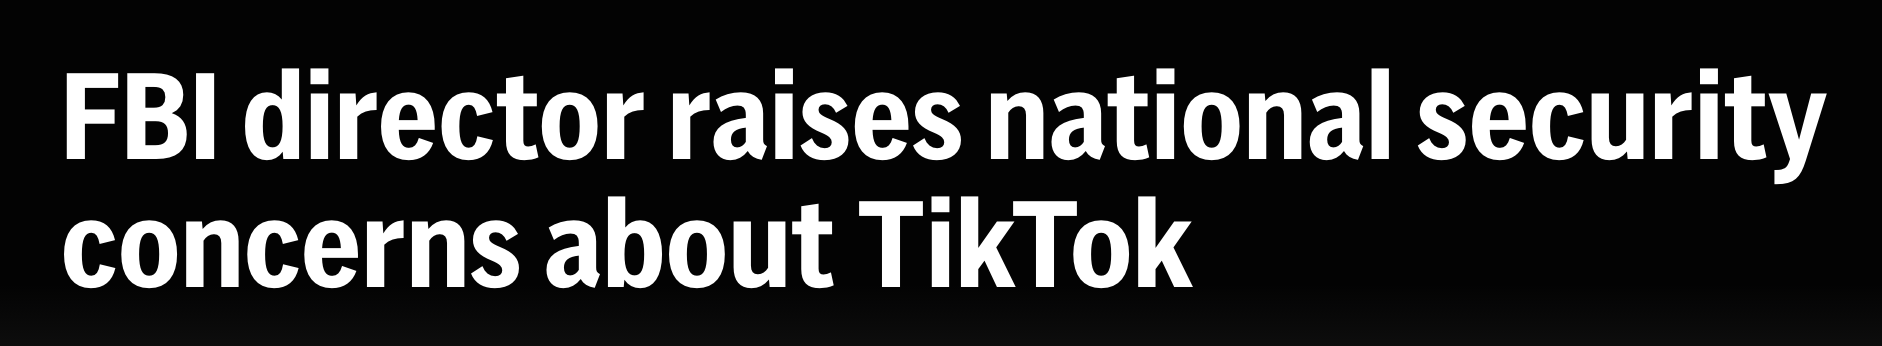 FBI director raises national security
concerns about TikTok